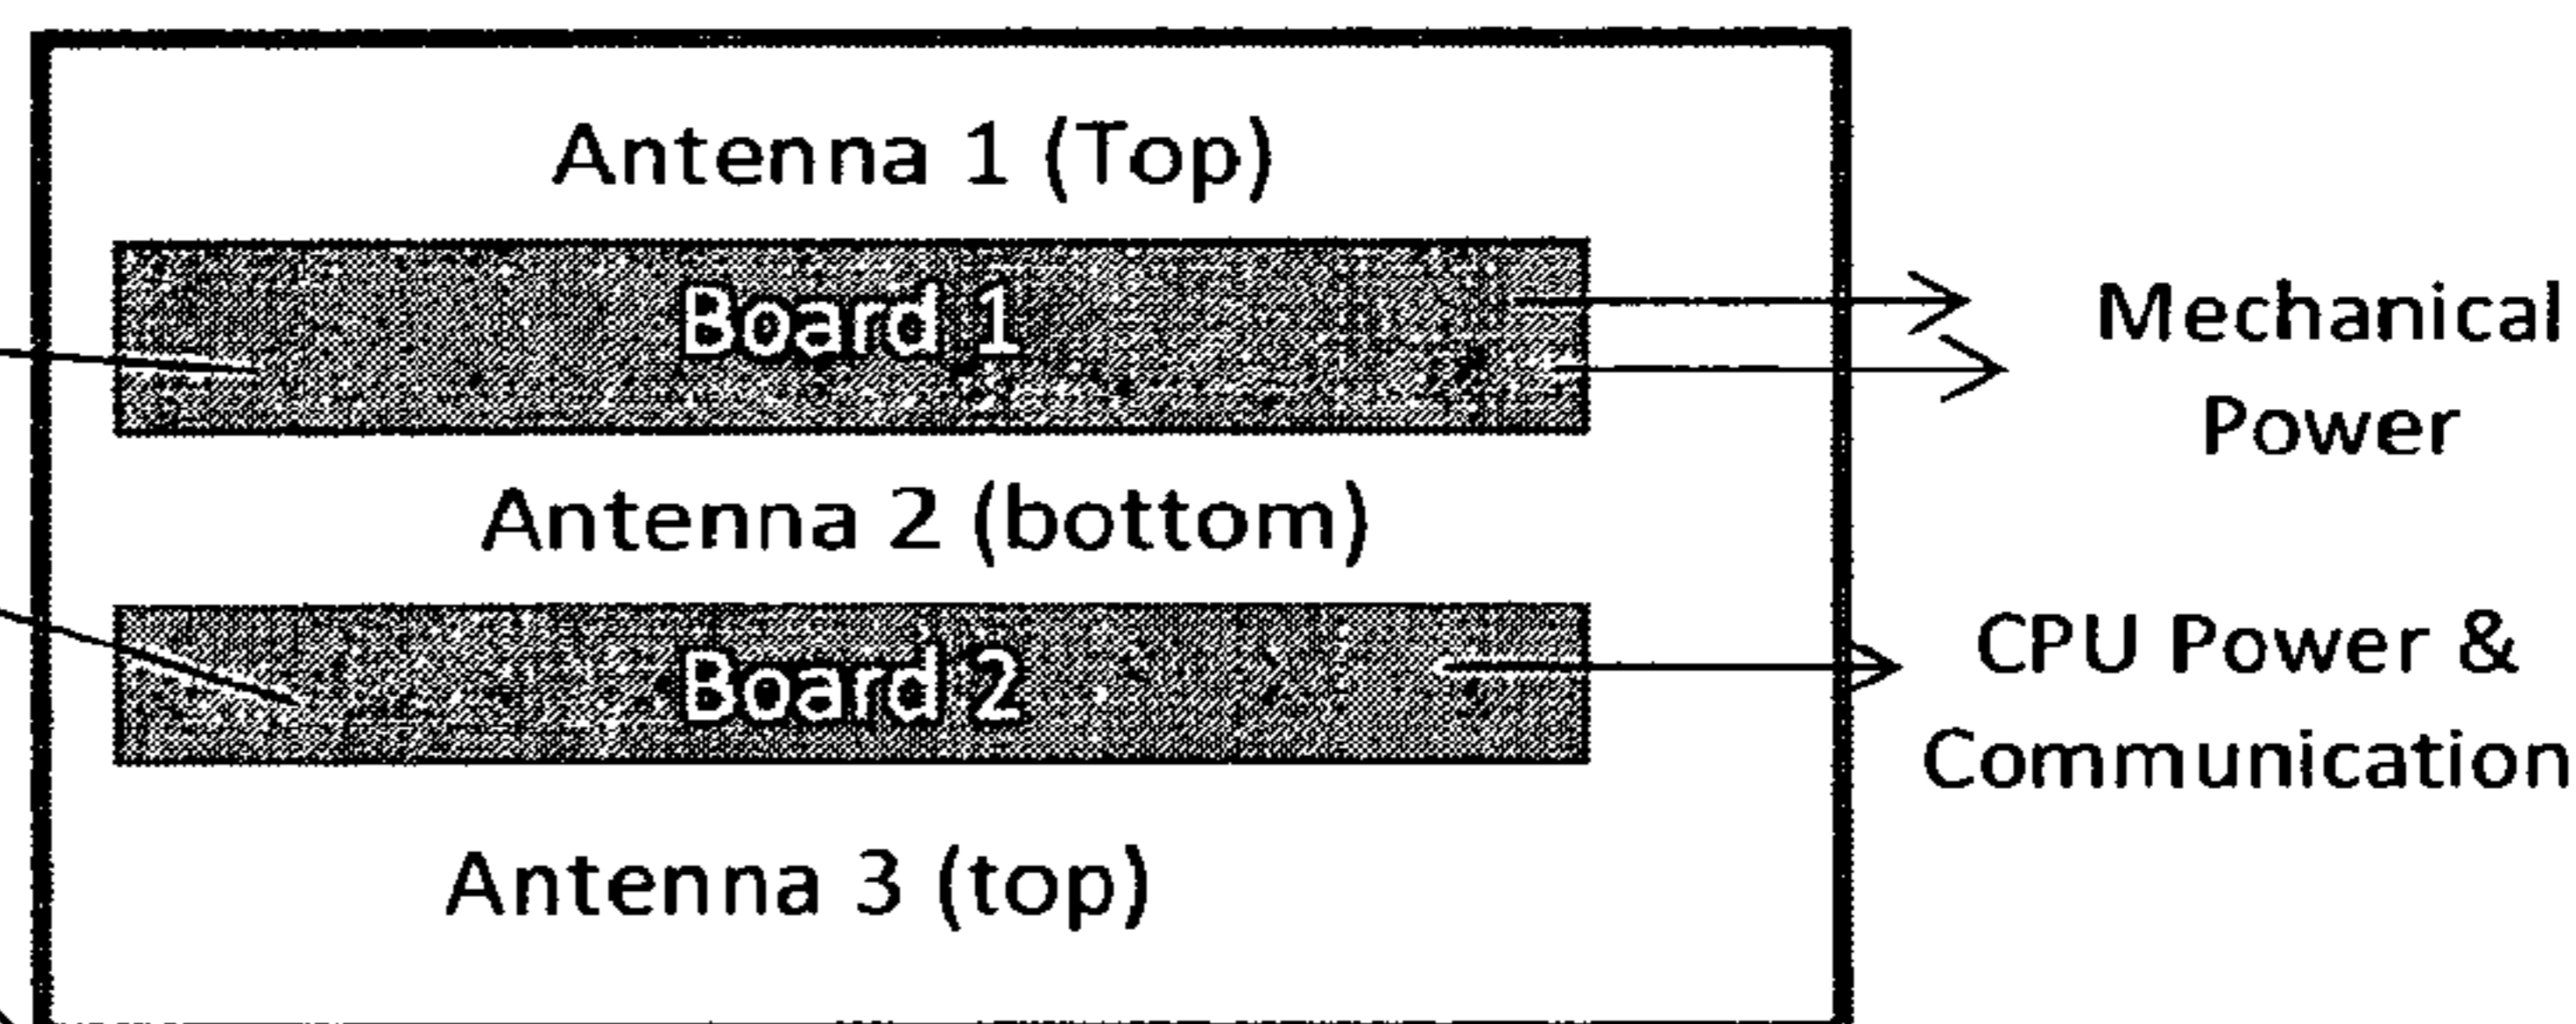 Antenna 1 (Top)
Board 1
Mechanical
Power
Antenna 2 (bottom)
Board 2
CPU Power &
Communication
Antenna 3 (top)